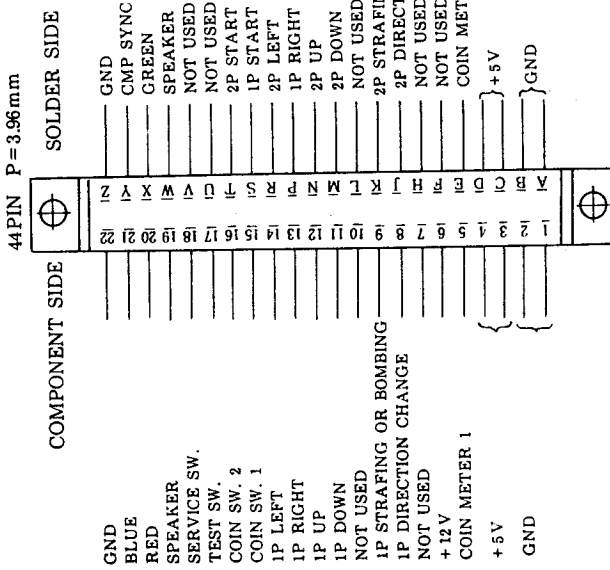 44 PIN P = 3.96 mm
COMPONENT SIDE
SOLDER SIDE
GND 22 Z GND
BLUE 21 Y CMP SYNC
RED 20 X GREEN
SPEAKER 19 W SPEAKER
SERVICE SW. 18 V NOT USED
TEST SW. 17 U NOT USED
COIN SW. 2 16 T 2P START
COIN SW. 1 15 S 1P START
1P LEFT 14 R 2P LEFT
1P RIGHT 13 P 1P RIGHT
1P UP 12 N 2P UP
1P DOWN 11 M 2P DOWN
NOT USED 10 L NOT USED
1P STRAFING OR BOMBING 9 K 2P STRAFIN
1P DIRECTION CHANGE 8 J 2P DIRECT
NOT USED 7 H NOT USED
+12V 6 F NOT USED
COIN METER 1 5 E COIN MET
+5V 4 D +5V
3 C
GND 2 B GND
1 A